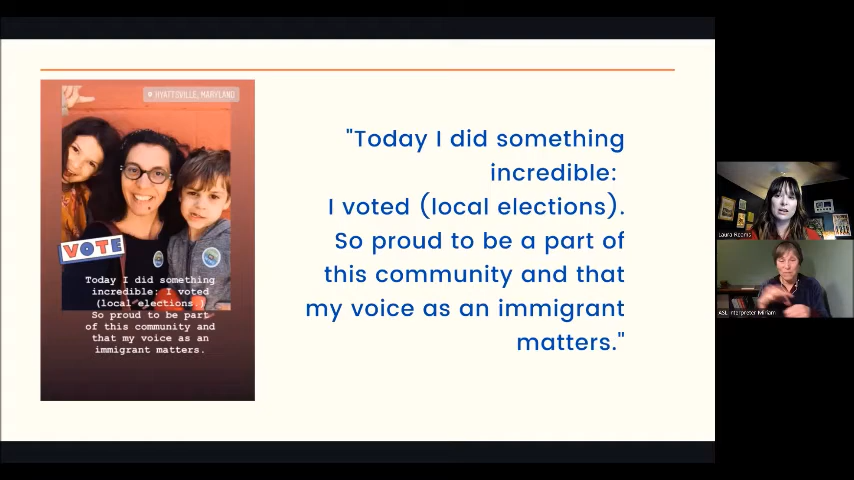 HYATTSVILLE, MARYLAND
VOTE
Today I did something
incredible: I voted
(local elections.)
So proud to be part
of this community and
that my voice as an
immigrant matters.
"Today I did something
incredible:
I voted (local elections).
So proud to be a part of
this community and that
my voice as an immigrant
matters."
Laura Reams
ASL Interpreter Miriam